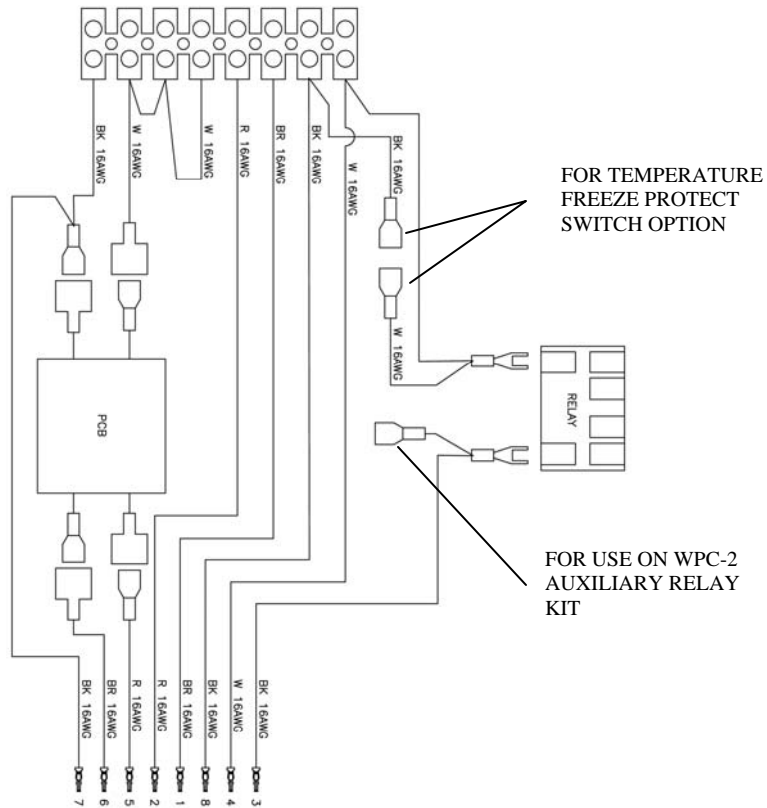 BK 16AWG
W 16AWG
R 16AWG
BR 16AWG
BK 16AWG
W 16AWG
BK 16AWG
FOR TEMPERATURE
FREEZE PROTECT
SWITCH OPTION
W 16AWG
RELAY
PCB
FOR USE ON WPC-2
AUXILIARY RELAY
KIT
BK 16AWG
BR 16AWG
R 16AWG
R 16AWG
BR 16AWG
BK 16AWG
W 16AWG
BK 16AWG
7
6
5
2
1
8
4
3